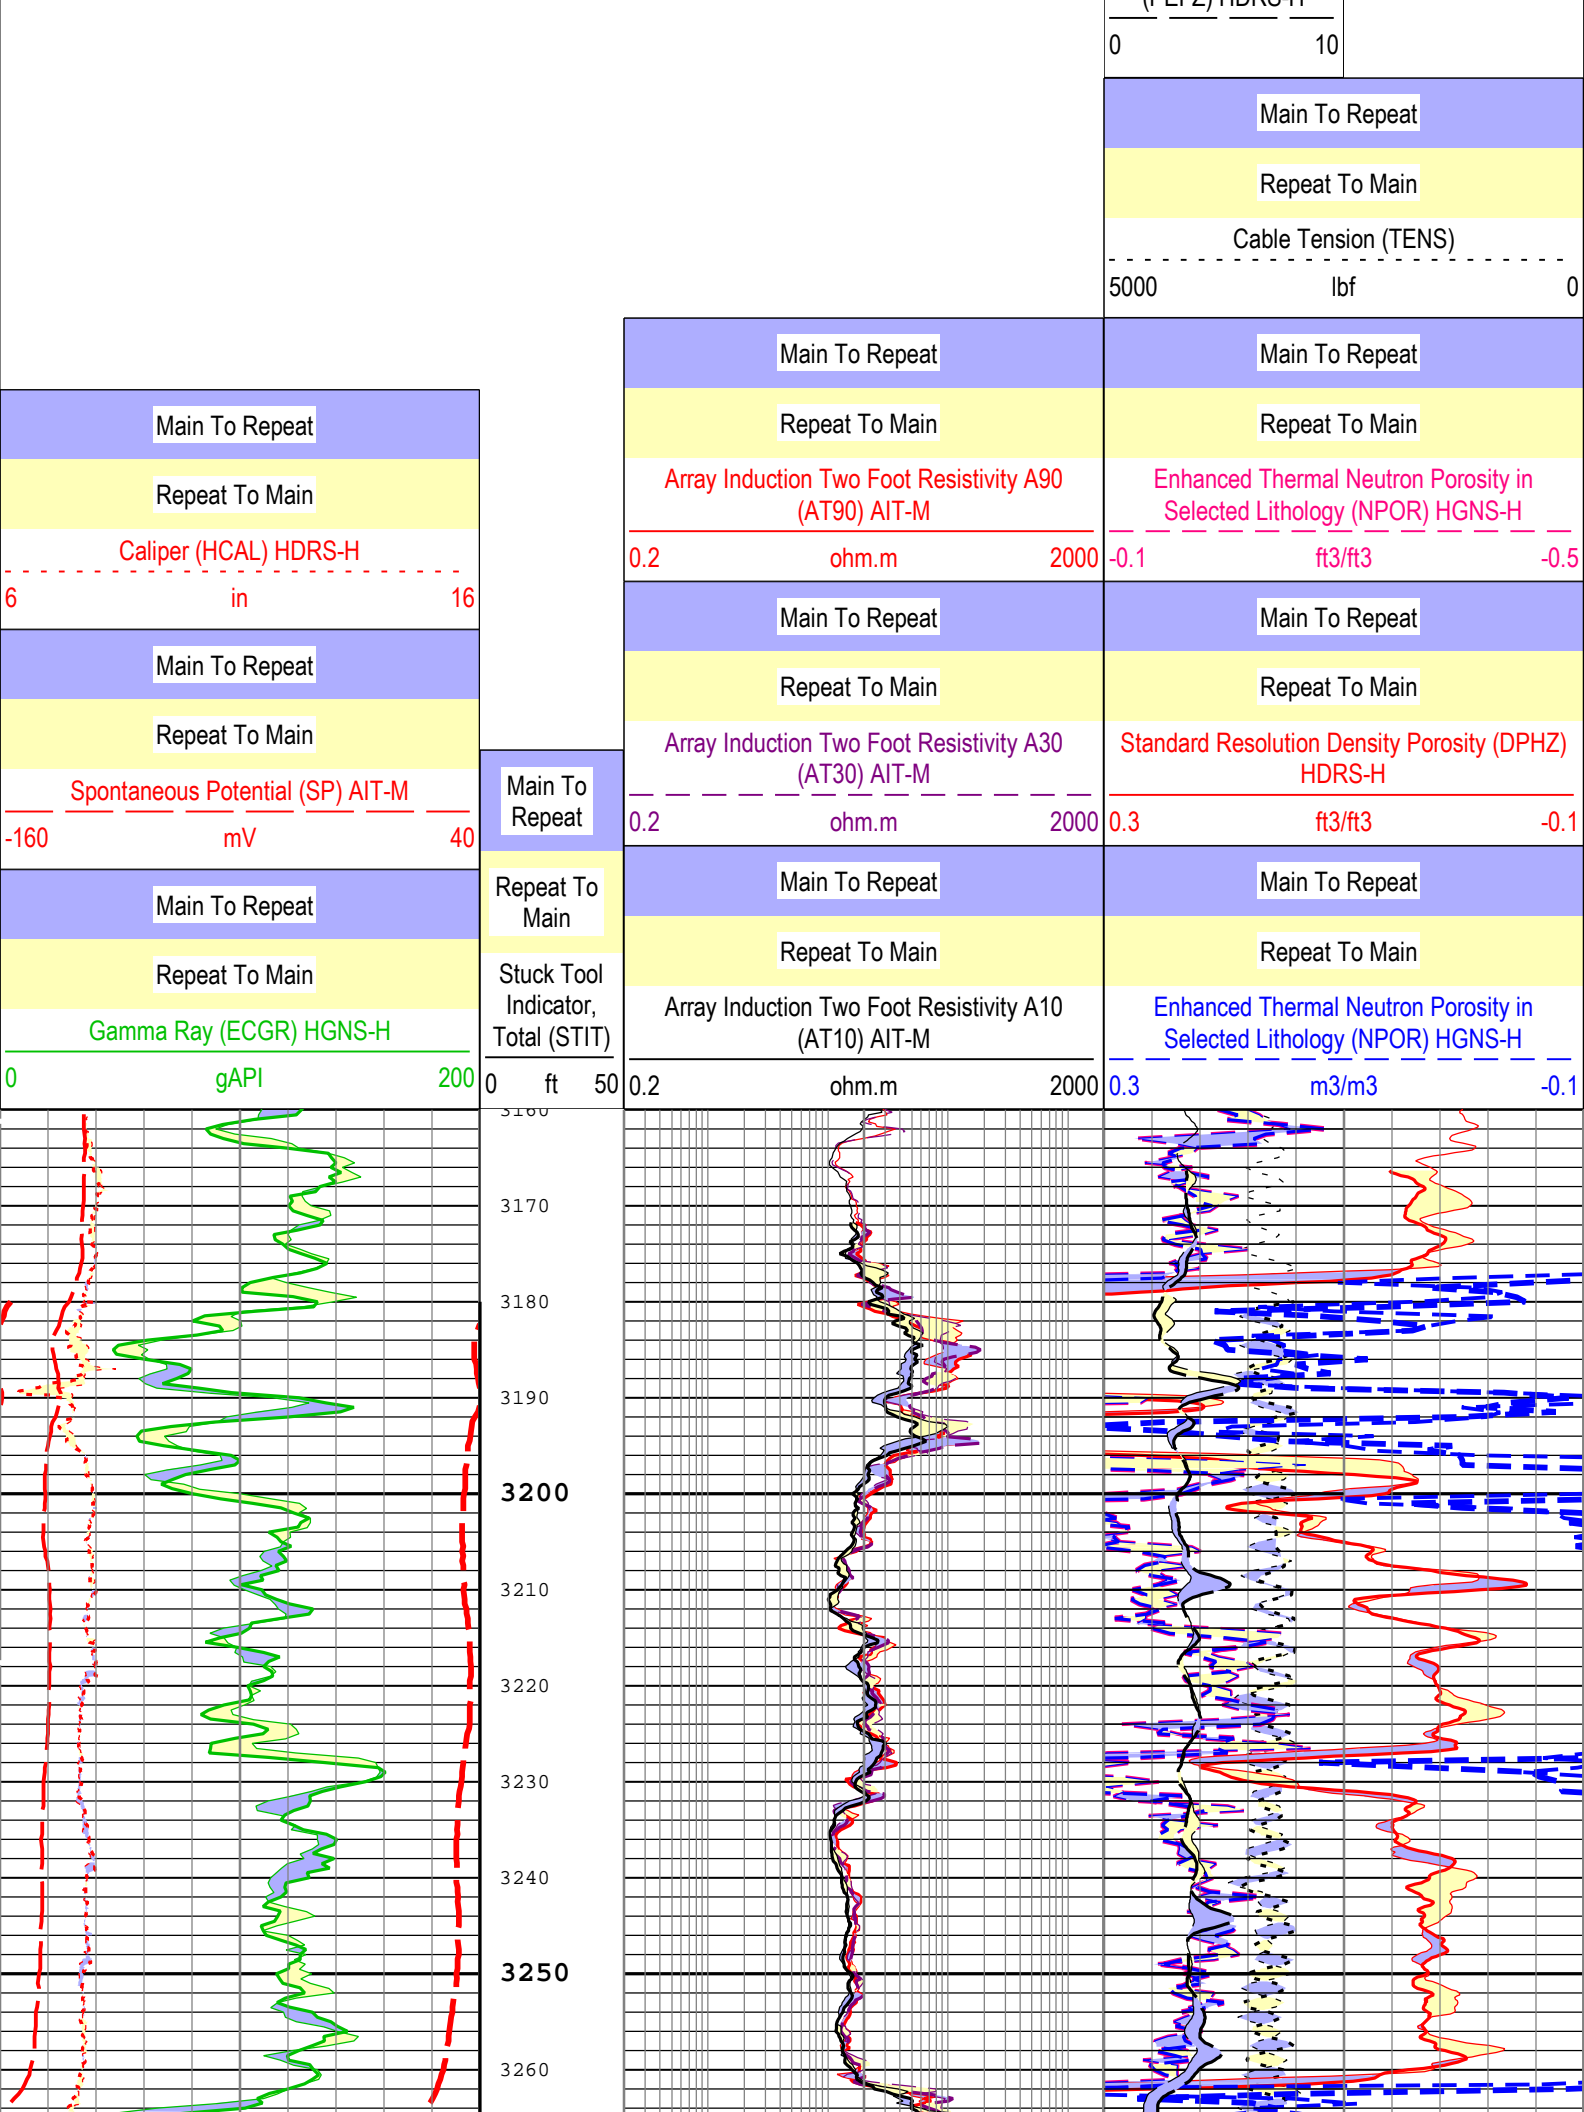 0 10
Main To Repeat
Repeat To Main
Cable Tension (TENS)
5000 lbf 0
Main To Repeat
Repeat To Main
Caliper (HCAL) HDRS-H
6 in 16
Main To Repeat
Repeat To Main
Spontaneous Potential (SP) AIT-M
-160 mV 40
Main To Repeat
Repeat To Main
Gamma Ray (ECGR) HGNS-H
0 gAPI 200
Main To
Repeat
Repeat To
Main
Stuck Tool
Indicator,
Total (STIT)
0 ft 50
Main To Repeat
Repeat To Main
Array Induction Two Foot Resistivity A90
(AT90) AIT-M
0.2 ohm.m 2000
Main To Repeat
Repeat To Main
Array Induction Two Foot Resistivity A30
(AT30) AIT-M
0.2 ohm.m 2000
Main To Repeat
Repeat To Main
Array Induction Two Foot Resistivity A10
(AT10) AIT-M
0.2 ohm.m 2000
Main To Repeat
Repeat To Main
Enhanced Thermal Neutron Porosity in
Selected Lithology (NPOR) HGNS-H
-0.1 ft3/ft3 -0.5
Main To Repeat
Repeat To Main
Standard Resolution Density Porosity (DPHZ)
HDRS-H
0.3 ft3/ft3 -0.1
Main To Repeat
Repeat To Main
Enhanced Thermal Neutron Porosity in
Selected Lithology (NPOR) HGNS-H
0.3 m3/m3 -0.1
3160
3170
3180
3190
3200
3210
3220
3230
3240
3250
3260